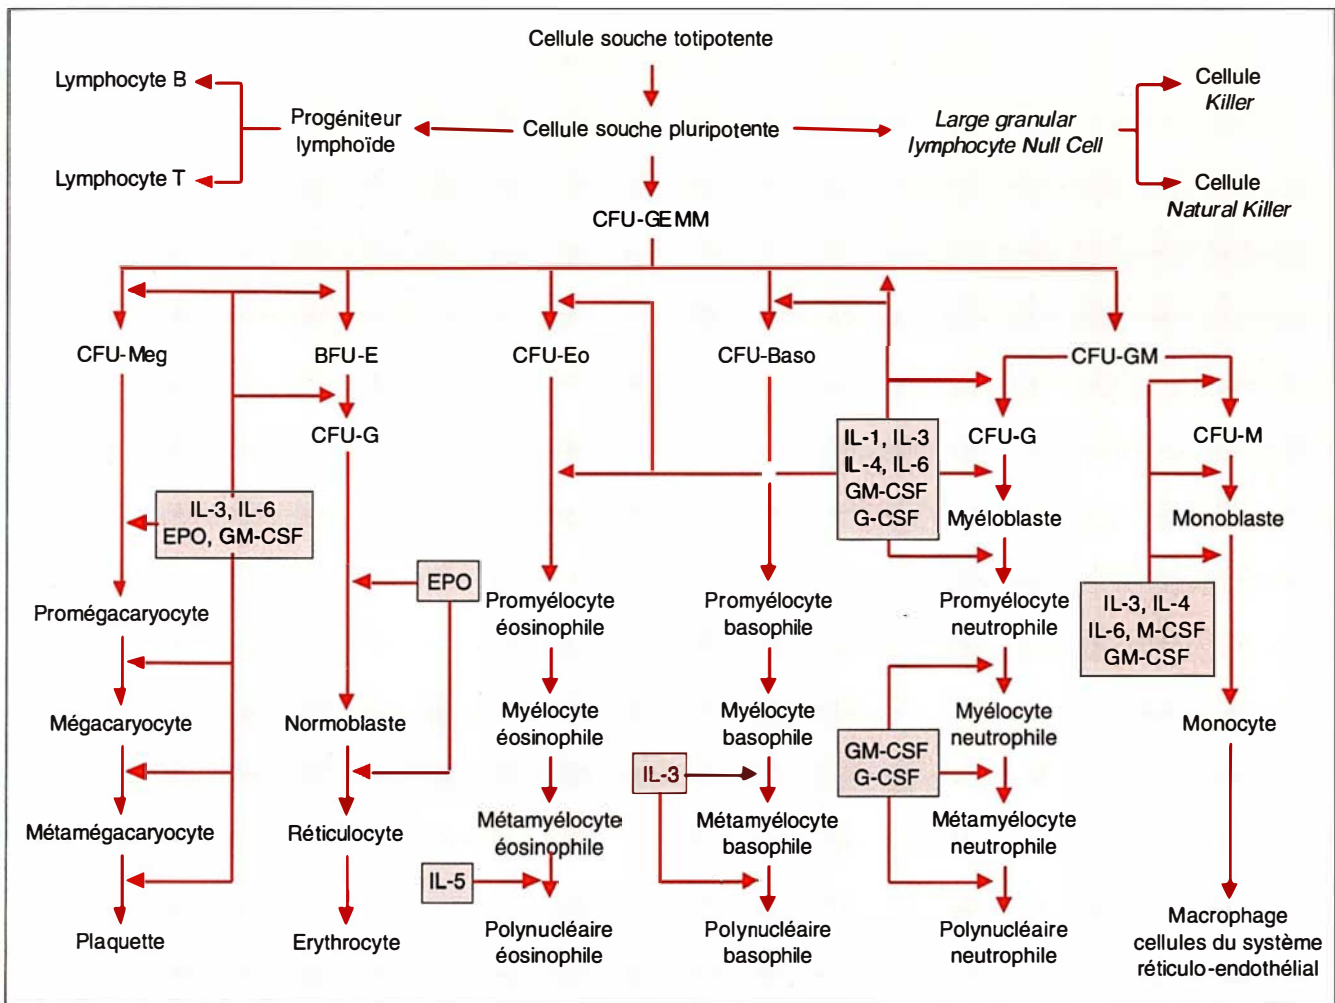 Cellule souche totipotente
Lymphocyte B
Cellule
Killer
Progéniteur
lymphoïde
Cellule souche pluripotente
Large granular
lymphocyte Null Cell
Lymphocyte T
Cellule
Natural Killer
CFU-GEMM
CFU-Meg
BFU-E
CFU-Eo
CFU-Baso
CFU-GM
CFU-G
IL-1, IL-3
IL-4, IL-6
GM-CSF
G-CSF
CFU-G
CFU-M
IL-3, IL-6
EPO, GM-CSF
Myéloblaste
Monoblaste
EPO
Promégacaryocyte
Promyélocyte
éosinophile
Promyélocyte
basophile
Promyélocyte
neutrophile
IL-3, IL-4
IL-6, M-CSF
GM-CSF
Mégacaryocyte
Normoblaste
Myélocyte
éosinophile
Myélocyte
basophile
Myélocyte
neutrophile
Monocyte
IL-3
GM-CSF
G-CSF
Métamégacaryocyte
Réticulocyte
Métamyélocyte
éosinophile
Métamyélocyte
basophile
Métamyélocyte
neutrophile
IL-5
Plaquette
Erythrocyte
Polynucléaire
éosinophile
Polynucléaire
basophile
Polynucléaire
neutrophile
Macrophage
cellules du système
réticulo-endothélial